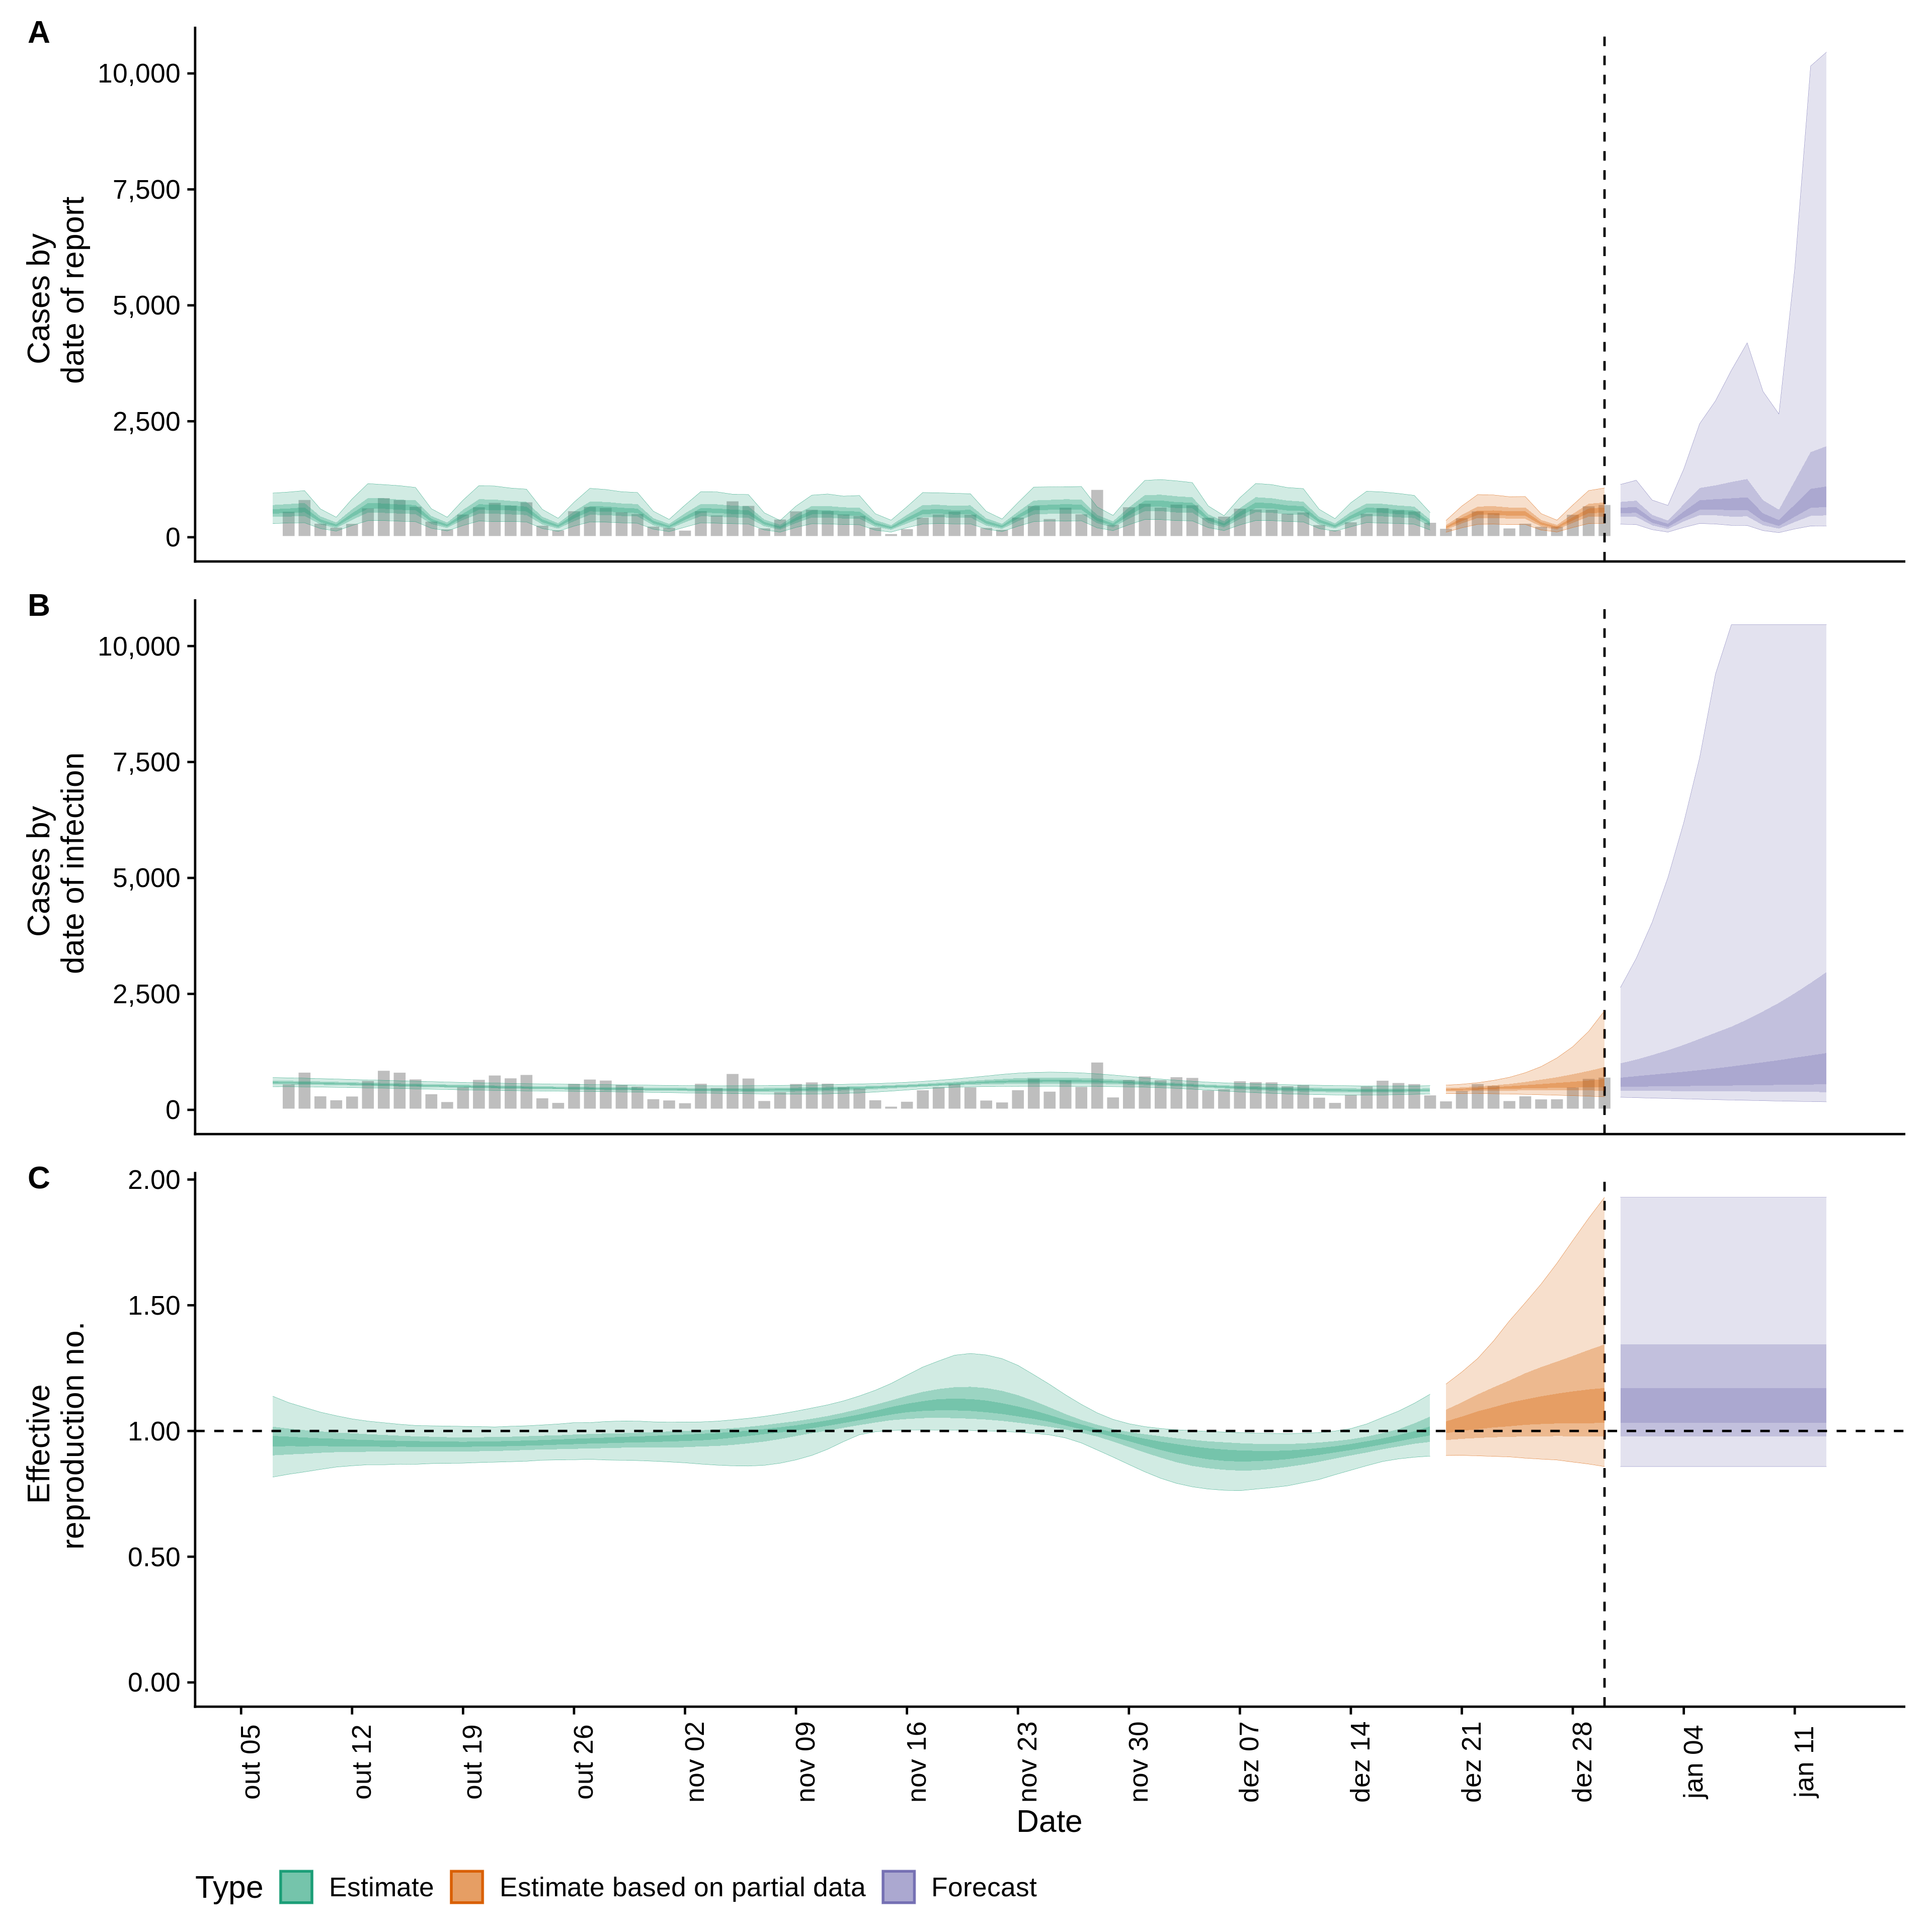 A
10,000
7,500
5,000
2,500
0
Cases by
date of report
B
10,000
7,500
5,000
2,500
0
Cases by
date of infection
C
2.00
1.50
1.00
0.50
0.00
Effective
reproduction no.
out 05
out 12
out 19
out 26
nov 02
nov 09
nov 16
nov 23
nov 30
dez 07
dez 14
dez 21
dez 28
jan 04
jan 11
Date
Type Estimate Estimate based on partial data Forecast